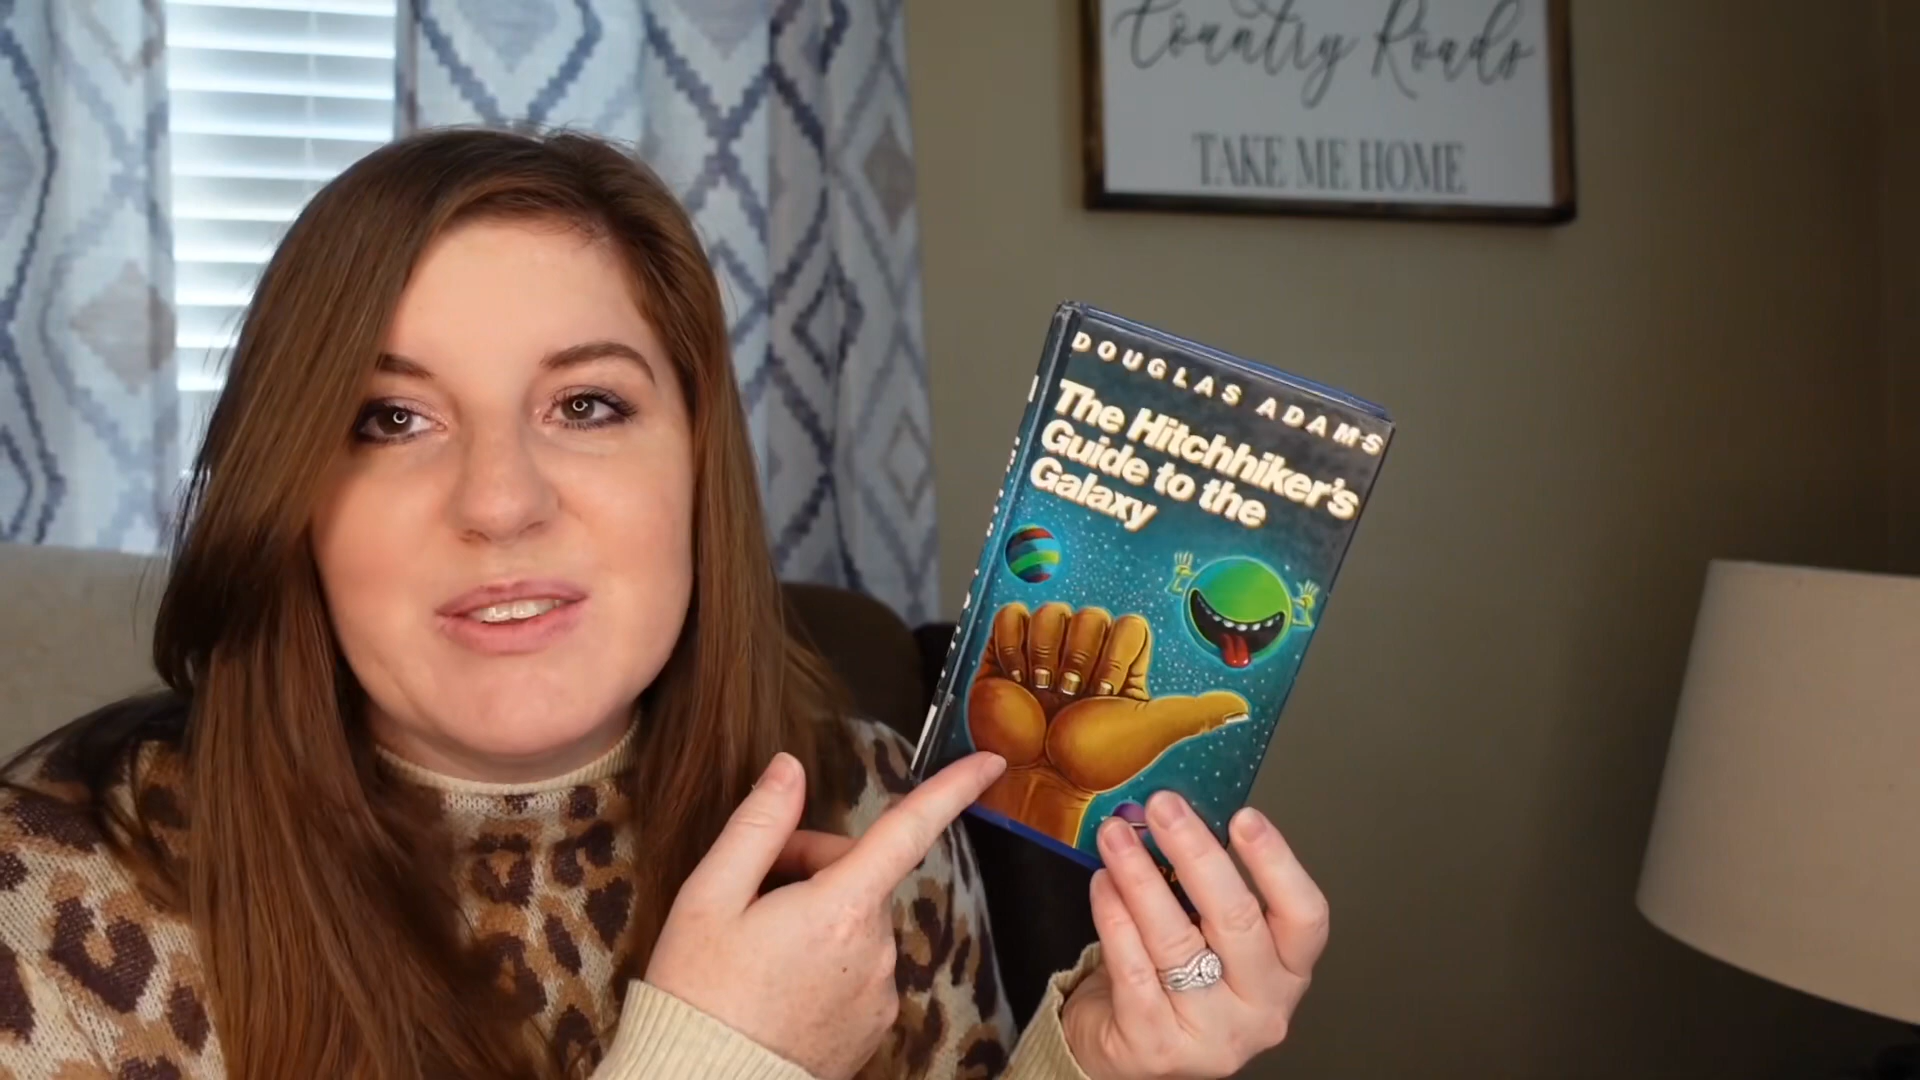 Country Roads
TAKE ME HOME
DOUGLAS ADAMS
The Hitchhiker's
Guide to the
Galaxy